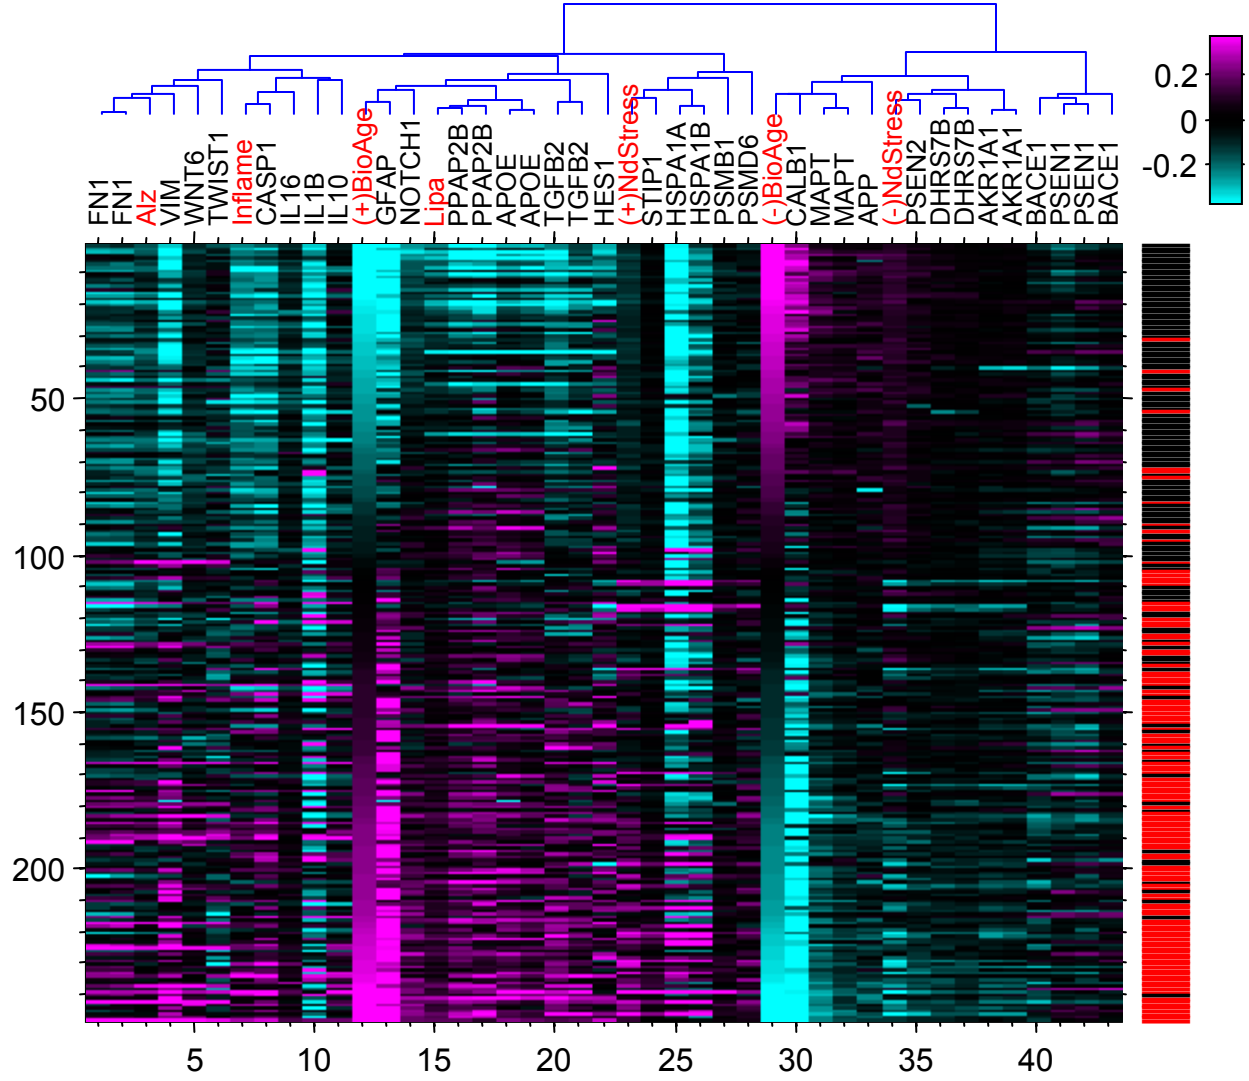 0.2
0
-0.2
FN1
FN1
Alz
VIM
WNT6
TWIST1
Inflame
CASP1
IL16
IL1B
IL10
(+)BioAge
GFAP
NOTCH1
Lipa
PPAP2B
PPAP2B
APOE
APOE
TGFB2
TGFB2
HES1
(+)NdStress
STIP1
HSPA1A
HSPA1B
PSMB1
PSMD6
(-)BioAge
CALB1
MAPT
MAPT
APP
(-)NdStress
PSEN2
DHRS7B
DHRS7B
AKR1A1
AKR1A1
BACE1
PSEN1
PSEN1
BACE1
50
100
150
200
5 10 15 20 25 30 35 40